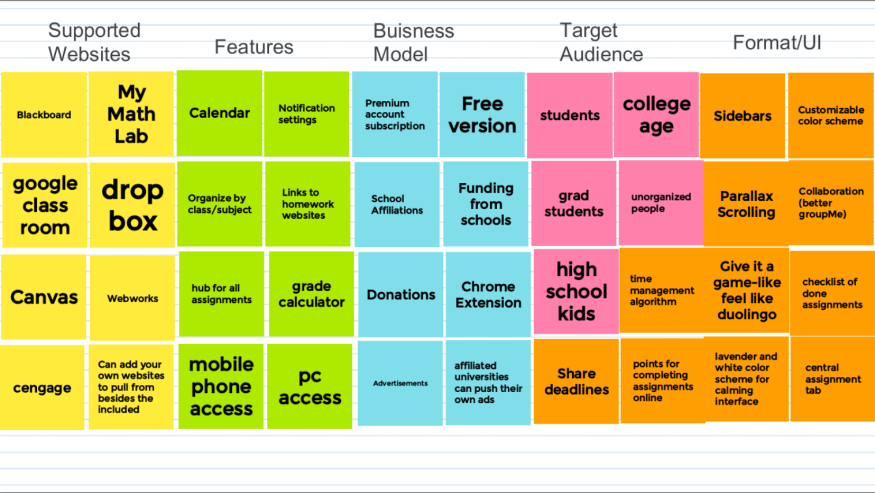 Supported
Websites
Features
Buisness
Model
Target
Audience
Format/UI
Blackboard
My
Math
Lab
Calendar
Notification
settings
Premium
account
subscription
Free
version
students
college
age
Sidebars
Customizable
color scheme
google
class
room
drop
box
Organize by
class/subject
Links to
homework
websites
School
Affiliations
Funding
from
schools
grad
students
unorganized
people
Parallax
Scrolling
Collaboration
(better
groupMe)
Canvas
Webworks
hub for all
assignments
grade
calculator
Donations
Chrome
Extension
high
school
kids
time
management
algorithm
Give it a
game-like
feel like
duolingo
checklist of
done
assignments
cengage
Can add your
own websites
to pull from
besides the
included
mobile
phone
access
pc
access
Advertisements
affiliated
universities
can push their
own ads
Share
deadlines
points for
completing
assignments
online
lavender and
white color
scheme for
calming
interface
central
assignment
tab